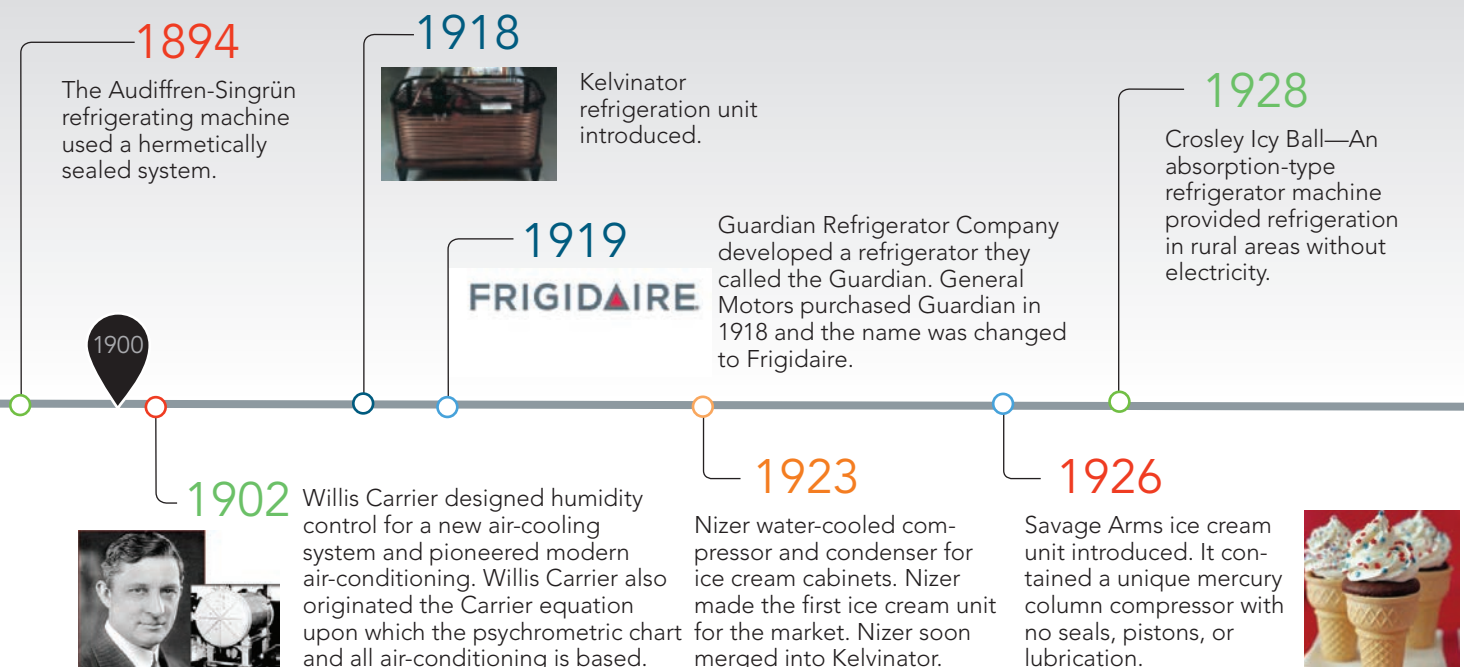 1894
The Audiffren-Singrün
refrigerating machine
used a hermetically
sealed system.
1918
Kelvinator
refrigeration unit
introduced.
1919
FRIGIDAIRE
Guardian Refrigerator Company
developed a refrigerator they
called the Guardian. General
Motors purchased Guardian in
1918 and the name was changed
to Frigidaire.
1928
Crosley Icy Ball—An
absorption-type
refrigerator machine
provided refrigeration
in rural areas without
electricity.
1900
1902
Willis Carrier designed humidity
control for a new air-cooling
system and pioneered modern
air-conditioning. Willis Carrier also
originated the Carrier equation
upon which the psychrometric chart
and all air-conditioning is based.
1923
Nizer water-cooled com-
pressor and condenser for
ice cream cabinets. Nizer
made the first ice cream unit
for the market. Nizer soon
merged into Kelvinator.
1926
Savage Arms ice cream
unit introduced. It con-
tained a unique mercury
column compressor with
no seals, pistons, or
lubrication.